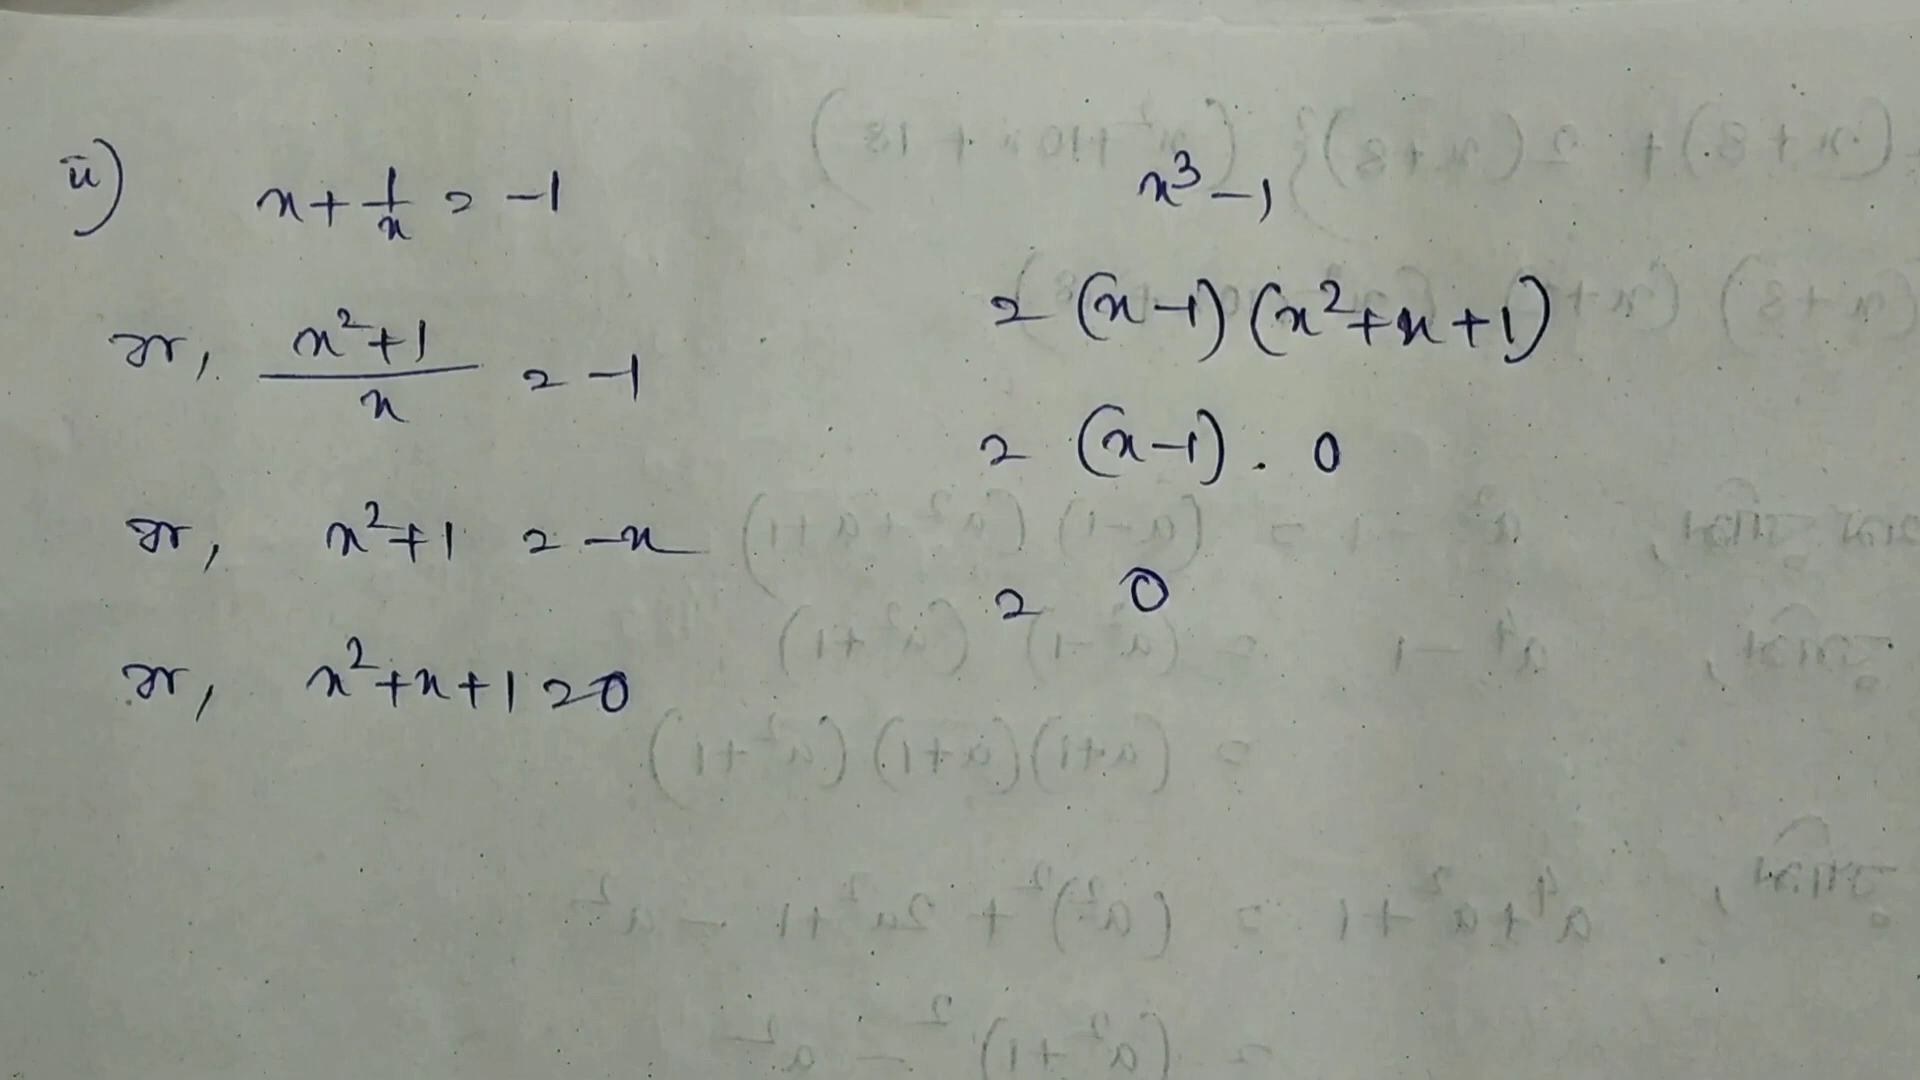 ii) x + 1/x = -1
বা, (x² + 1)/x = -1
বা, x² + 1 = -x
বা, x² + x + 1 = 0
x³ - 1
= (x - 1) (x² + x + 1)
= (x - 1) . 0
= 0